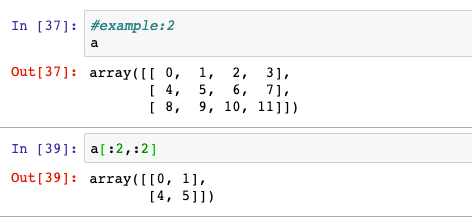 In [37]: #example:2
a
Out[37]: array([[ 0,  1,  2,  3],
       [ 4,  5,  6,  7],
       [ 8,  9, 10, 11]])
In [39]: a[:2,:2]
Out[39]: array([[0, 1],
       [4, 5]])